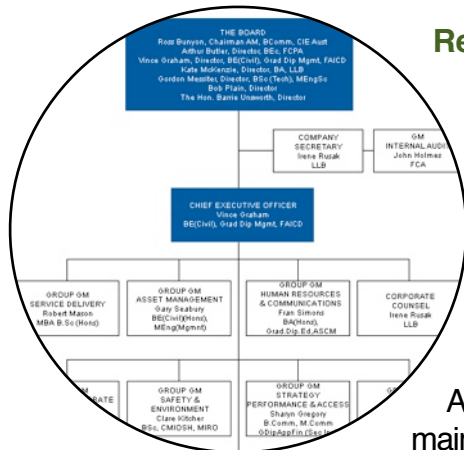 Re
THE BOARD
Ross Bunyon, Chairman AM, BComm, CIE Aust
Arthur Butler, Director, BEc, FCPA
Vince Graham, Director, BE(Civil), Grad Dip Mgmt, FAICD
Kate McKenzie, Director, BA, LLB
Gordon Messiter, Director, BSc (Tech), MEngSc
Bob Plain, Director
The Hon. Barrie Unsworth, Director
COMPANY
SECRETARY
Irene Rusak
LLB
GM
INTERNAL AUDI
John Holmes
FCA
CHIEF EXECUTIVE OFFICER
Vince Graham
BE(Civil), Grad Dip Mgmt, FAICD
GROUP GM
SERVICE DELIVERY
Robert Mason
MBA B.Sc(Hons)
GROUP GM
ASSET MANAGEMENT
Gary Seabury
BE(Civil)(Hons),
MEng(Mgmnt)
GROUP GM
HUMAN RESOURCES
& COMMUNICATIONS
Fran Simons
BA(Hons),
Grad.Dip.Ed,ASCM
CORPORATE
COUNSEL
Irene Rusak
LLB
GROUP GM
SAFETY &
ENVIRONMENT
Clare Kitcher
BSc, CMIOSH, MIRO
GROUP GM
STRATEGY
PERFORMANCE & ACCESS
Sharyn Gregory
B.Comm, M.Comm
GDipAppFin (Sec
A
main